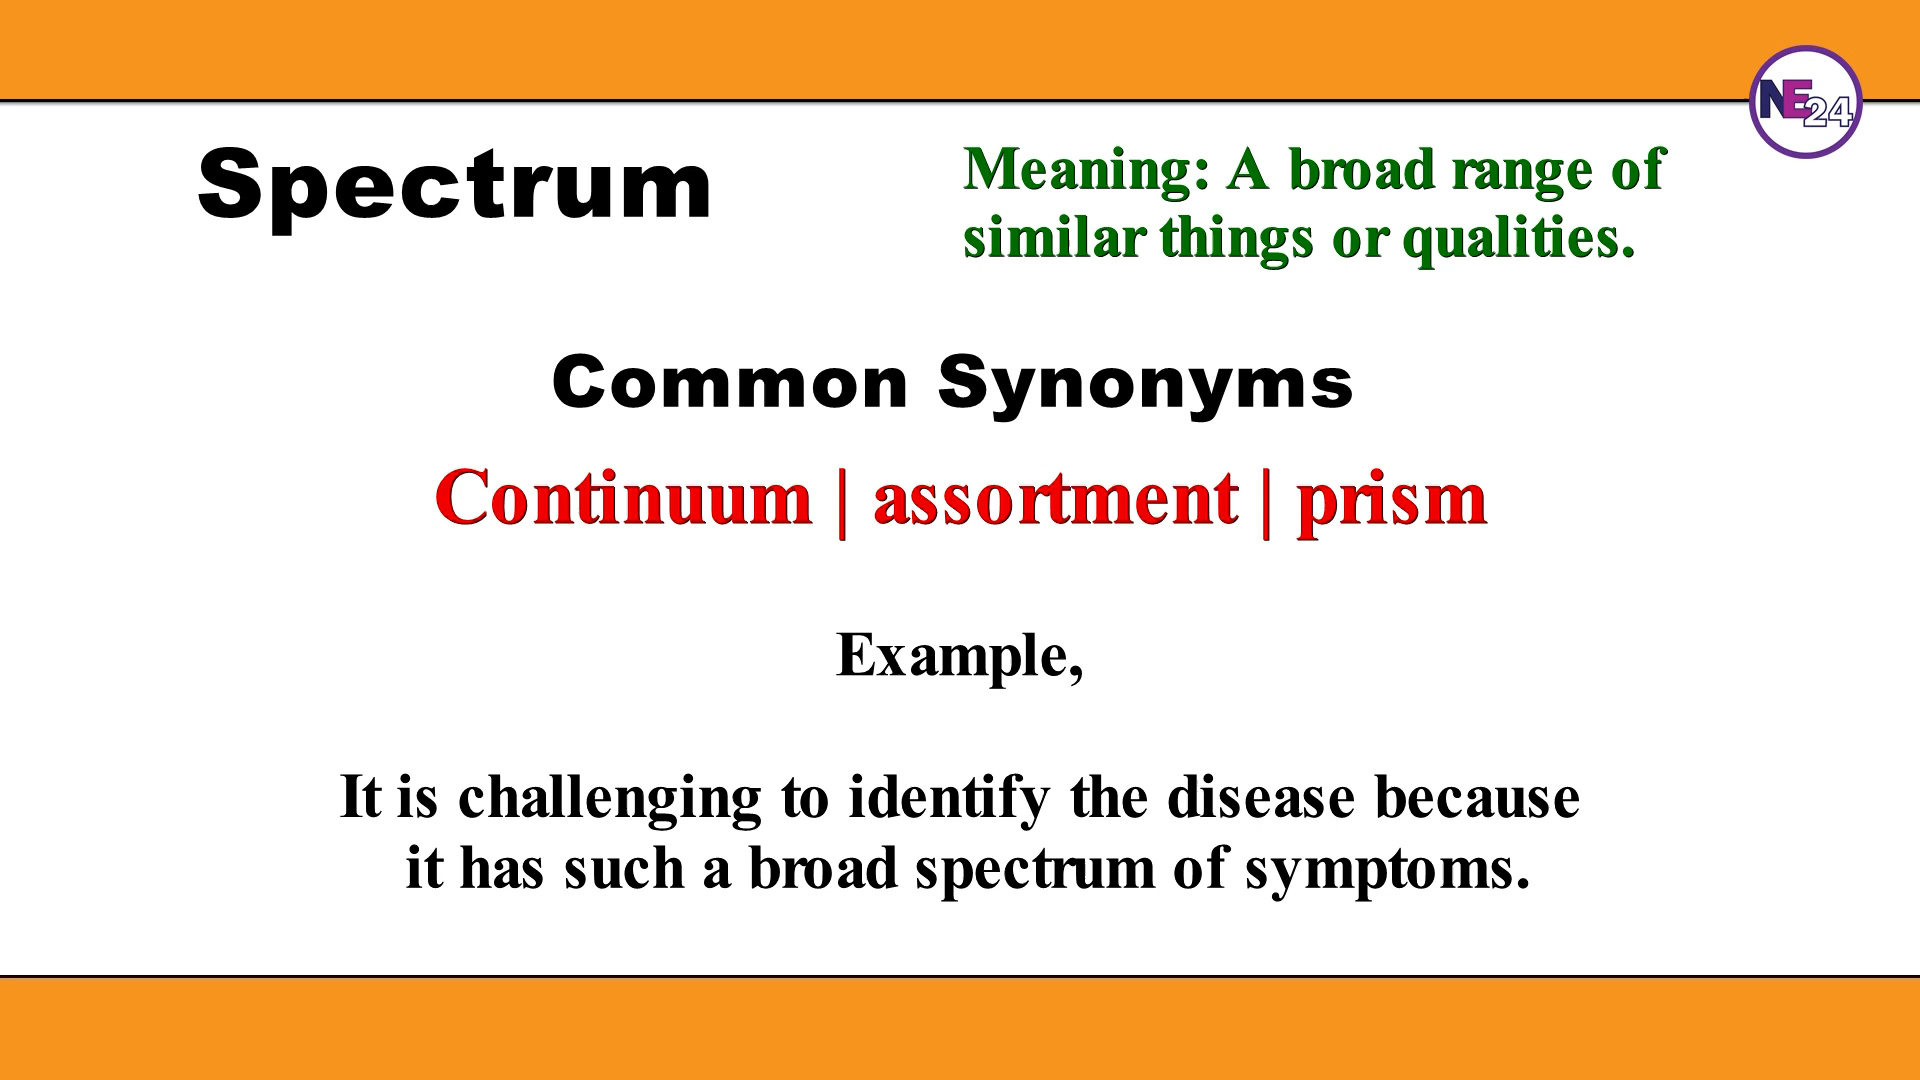 NE24
Spectrum
Meaning: A broad range of
similar things or qualities.
Common Synonyms
Continuum | assortment | prism
Example,
It is challenging to identify the disease because
it has such a broad spectrum of symptoms.